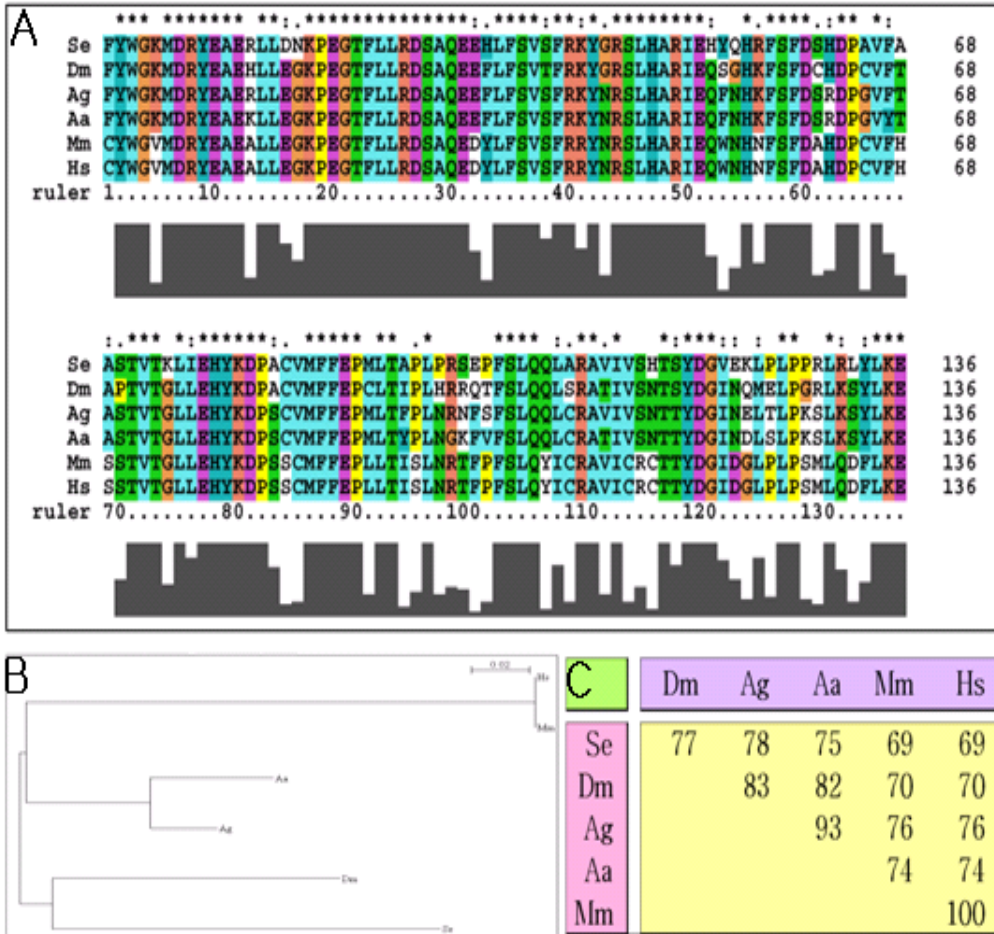 A
*** ******* **:.**************:.****:**:*.********:  *.****.:** *:
Se FYWGKMDRYEAERLLDNKPEGTFLLRDSAQEEHLFSVSFRKYGRSLHARIEHYQHRFSFDSHDPAVFA 68
Dm FYWGKMDRYEAEHLLEGKPEGTFLLRDSAQEEFLFSVTFRKYGRSLHARIEQSGHKFSFDCHDPCVFT 68
Ag FYWGKMDRYEAERLLEGKPEGTFLLRDSAQEEFLFSVSFRKYNRSLHARIEQFNHKFSFDSRDPGVFT 68
Aa FYWGKMDRYEAEKLLEGKPEGTFLLRDSAQEEFLFSVSFRKYNRSLHARIEQFNHKFSFDSRDPGVYT 68
Mm CYWGVMDRYEAEALLEGKPEGTFLLRDSAQEDYLFSVSFRRYNRSLHARIEQWNHNFSFDAHDPCVFH 68
Hs CYWGVMDRYEAEALLEGKPEGTFLLRDSAQEDYLFSVSFRRYNRSLHARIEQWNHNFSFDAHDPCVFH 68
ruler 1.......10........20........30........40........50........60........
:.*** *:******:.  ***** **  * *     **** :  **:*.  *:***::  : ** *: :***
Se ASTVTKLIEHYKDPACVMFFEPMLTAPLPRSEPFSLQQLARAVIVSHTSYDGVEKLPLPPRLRLYLKE 136
Dm APTVTGLLEHYKDPACVMFFEPCLTIPLHRRQTFSLQQLSRATIVSNTSYDGINQMELPGRLKSYLKE 136
Ag ASTVTGLLEHYKDPSCVMFFEPMLTFPLNRNFSFSLQQLCRAVIVSNTTYDGINELTLPKSLKSYLKE 136
Aa ASTVTGLLEHYKDPSCVMFFEPMLTYPLNGKFVFSLQQLCRATIVSNTTYDGINDLSLPKSLKSYLKE 136
Mm SSTVTGLLEHYKDPSSCMFFEPLLTISLNRTFPFSLQYICRAVICRCTTYDGIDGLPLPSMLQDFLKE 136
Hs SSTVTGLLEHYKDPSSCMFFEPLLTISLNRTFPFSLQYICRAVICRCTTYDGIDGLPLPSMLQDFLKE 136
ruler 70........80........90.......100.......110.......120.......130.......
B
0.02
Hs
Mm
Aa
Ag
Dm
Se
C Dm Ag Aa Mm Hs
Se 77 78 75 69 69
Dm 83 82 70 70
Ag 93 76 76
Aa 74 74
Mm 100